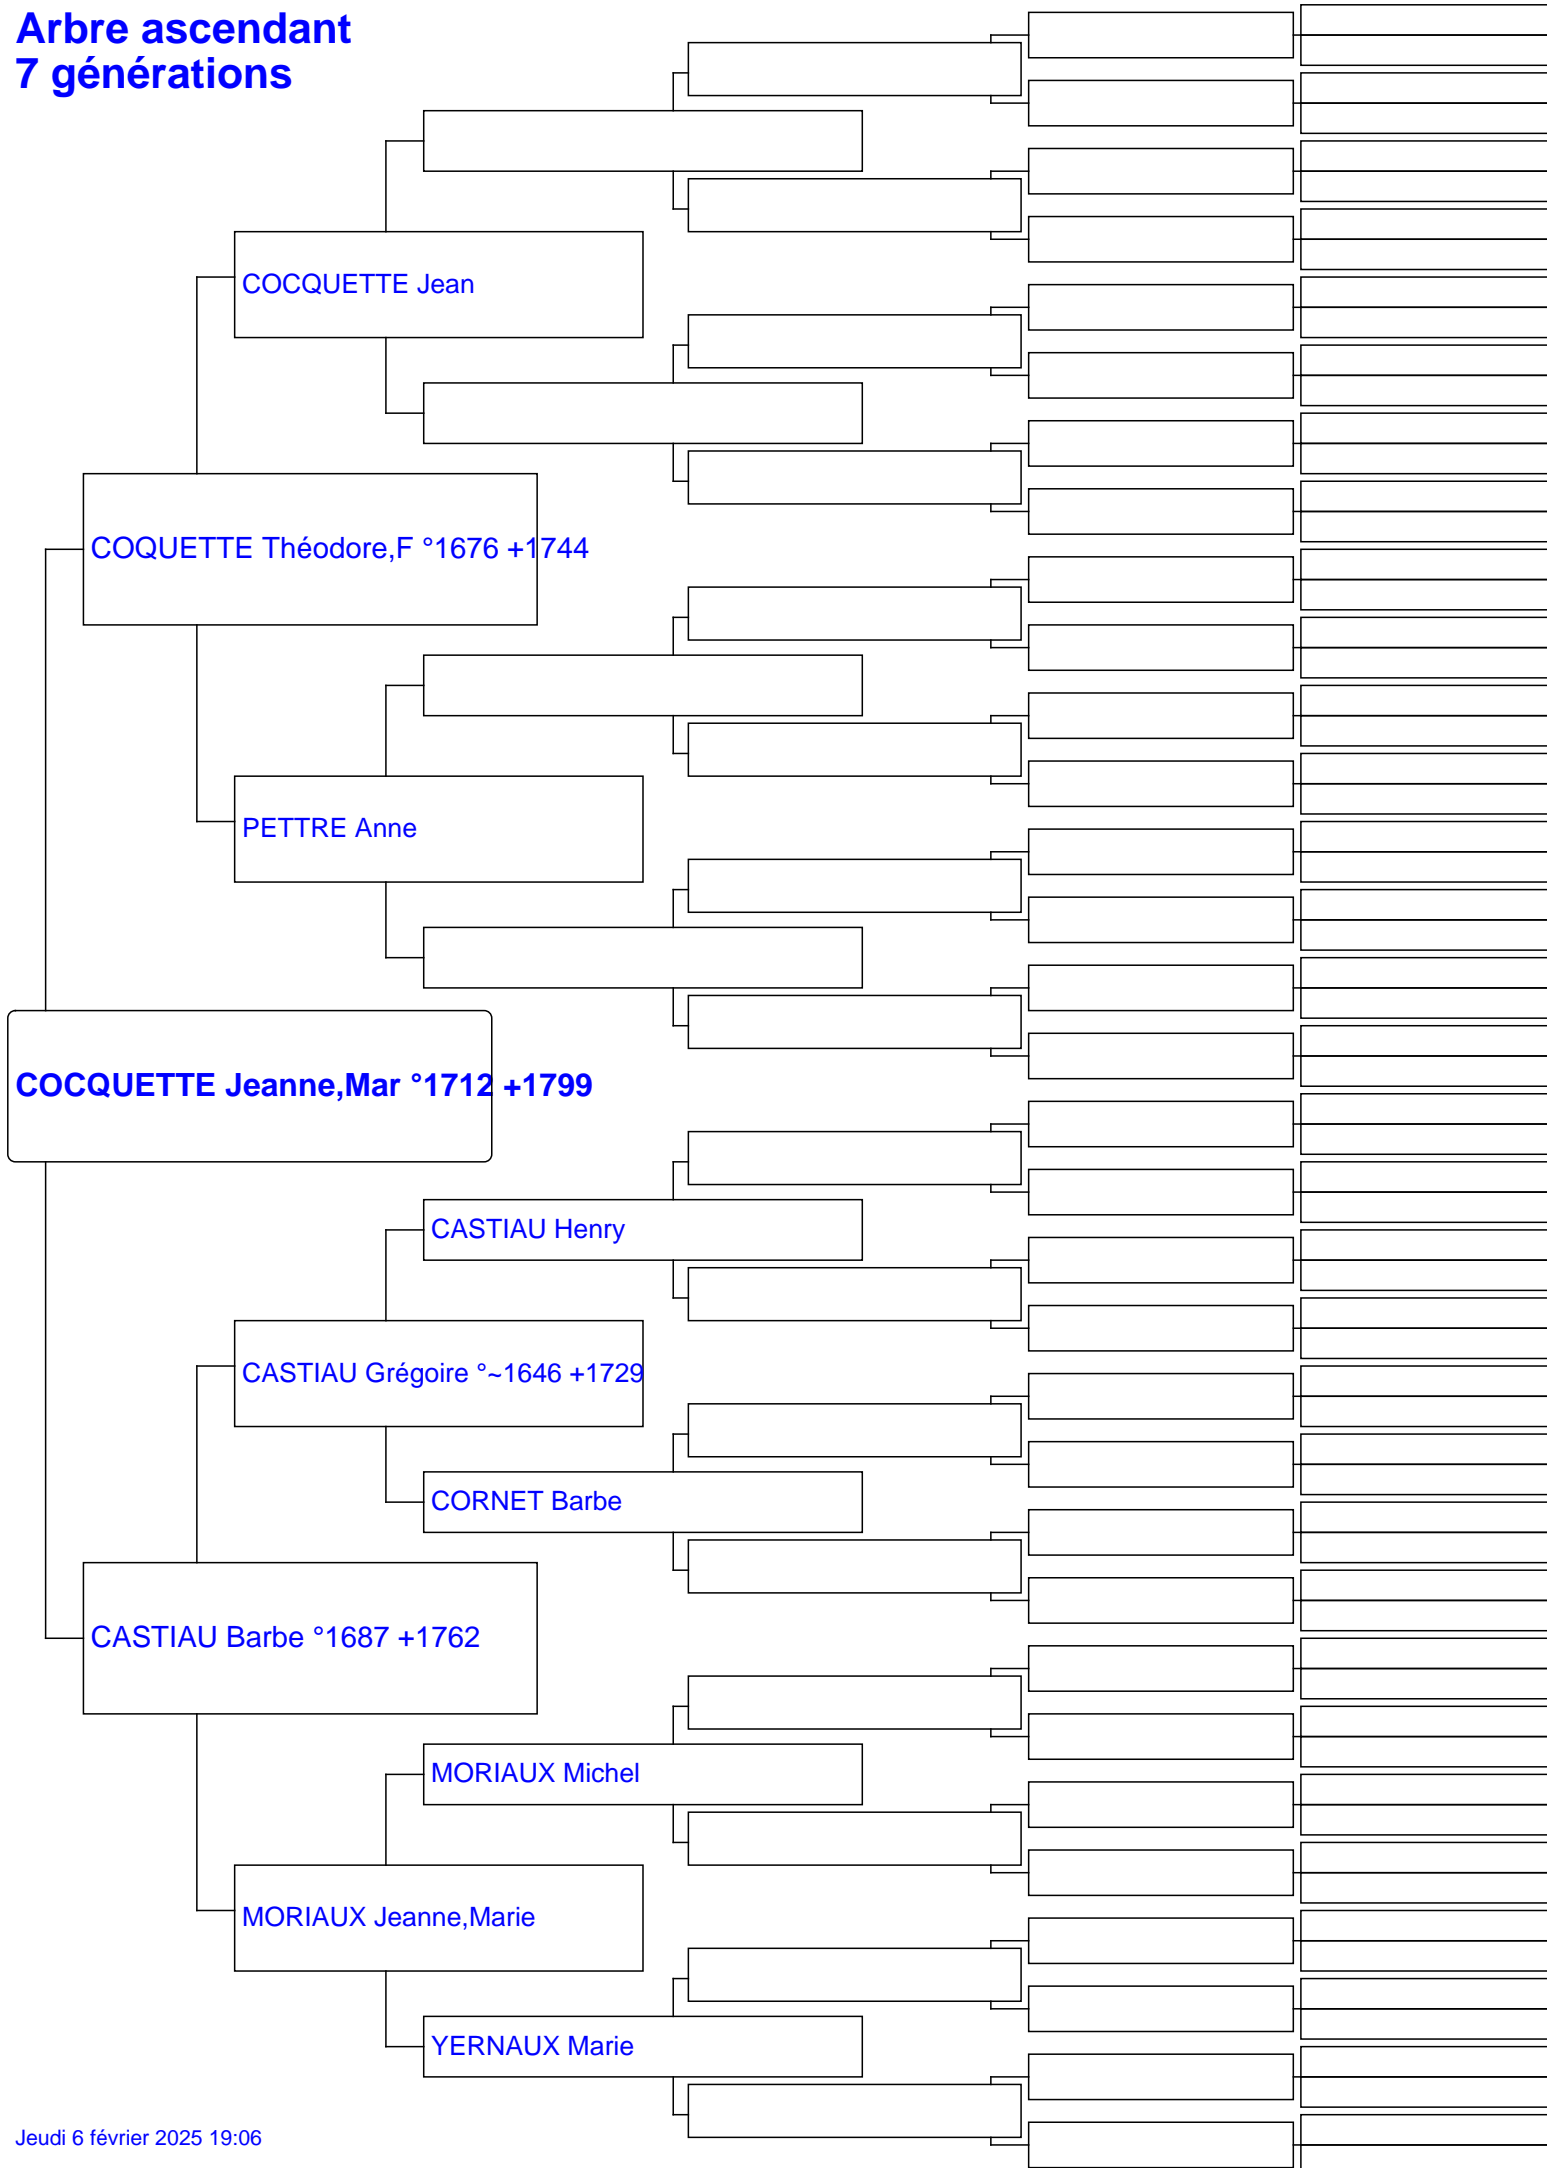 Arbre ascendant
7 générations
COCQUETTE Jean
COQUETTE Théodore,F °1676 +1744
PETTRE Anne
COCQUETTE Jeanne,Mar °1712 +1799
CASTIAU Henry
CASTIAU Grégoire °~1646 +1729
CORNET Barbe
CASTIAU Barbe °1687 +1762
MORIAUX Michel
MORIAUX Jeanne,Marie
YERNAUX Marie
Jeudi 6 février 2025 19:06